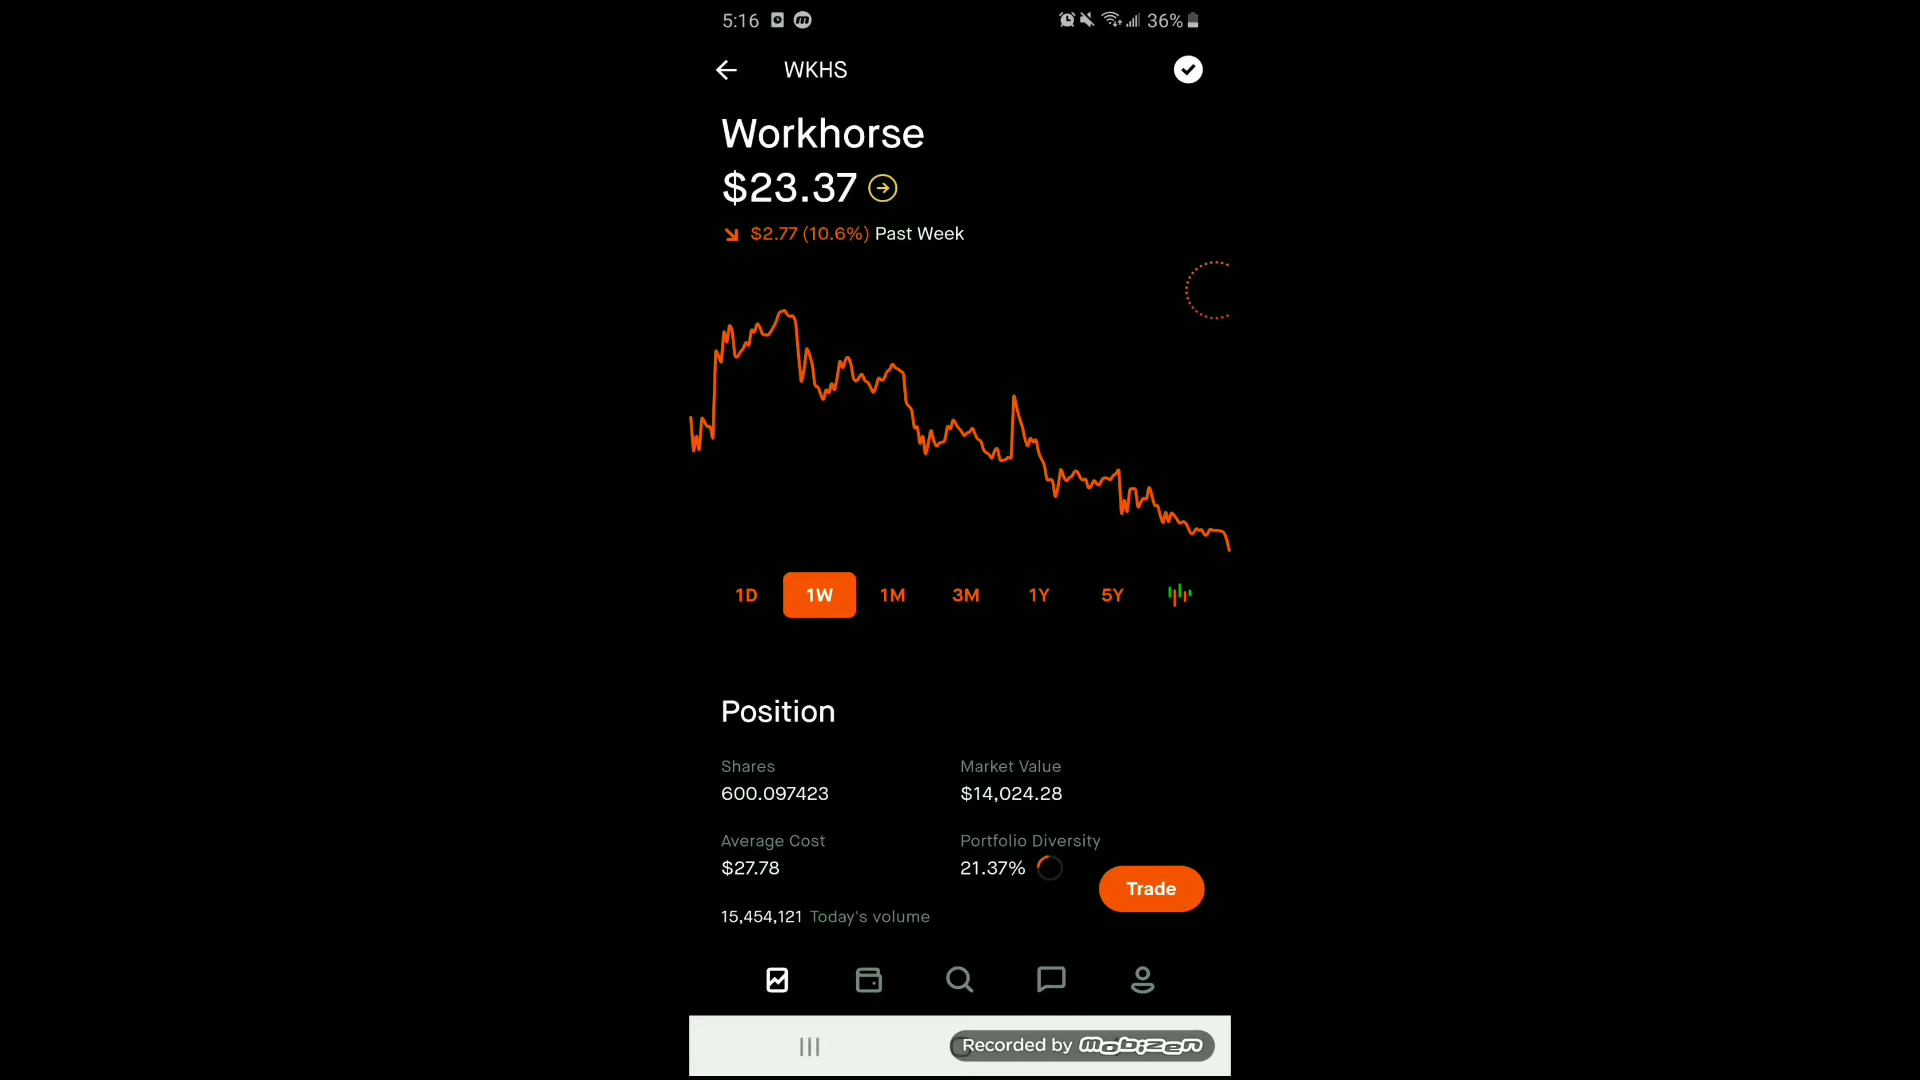 5:16 36%
WKHS
Workhorse
$23.37
$2.77 (10.6%) Past Week
1D 1W 1M 3M 1Y 5Y
Position
Shares Market Value
600.097423 $14,024.28
Average Cost Portfolio Diversity
$27.78 21.37%
Trade
15,454,121 Today's volume
Recorded by mobizen